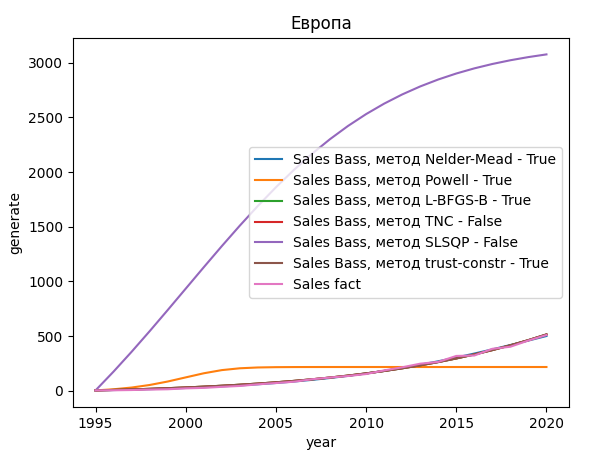 Европа
generate
3000
2500
2000
1500
1000
500
0
Sales Bass, метод Nelder-Mead - True
Sales Bass, метод Powell - True
Sales Bass, метод L-BFGS-B - True
Sales Bass, метод TNC - False
Sales Bass, метод SLSQP - False
Sales Bass, метод trust-constr - True
Sales fact
1995 2000 2005 2010 2015 2020
year